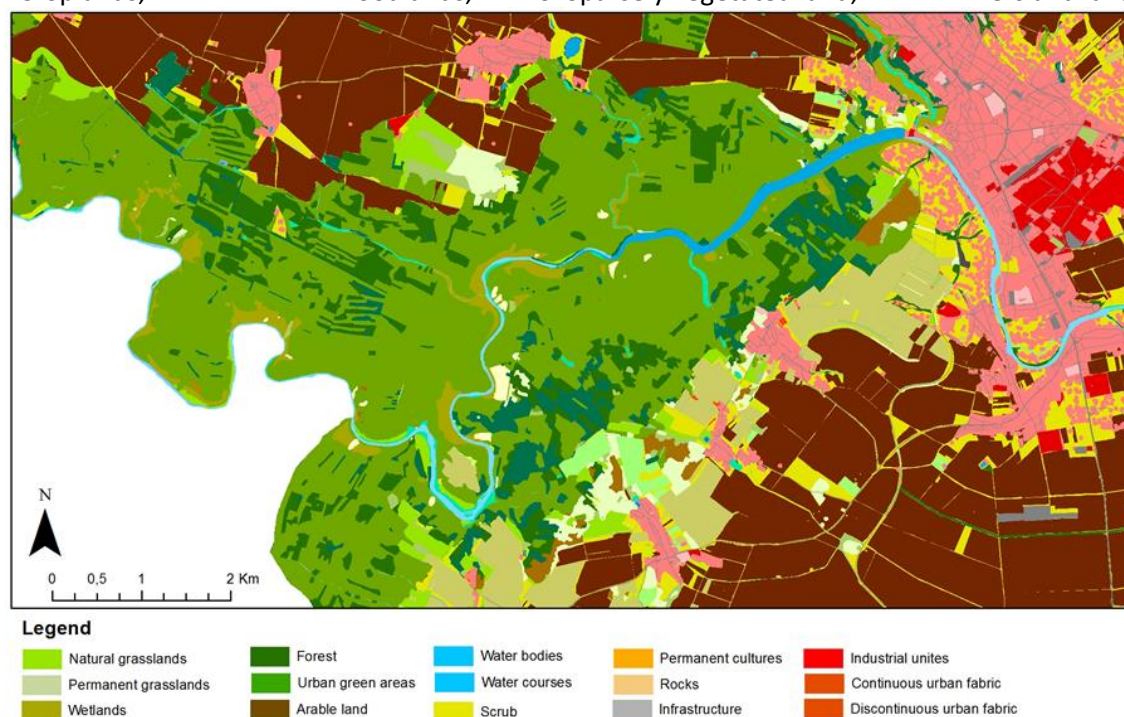 N
0 0,5 1 2 Km
Legend
Natural grasslands
Forest
Water bodies
Permanent cultures
Industrial unites
Permanent grasslands
Urban green areas
Water courses
Rocks
Continuous urban fabric
Wetlands
Arable land
Scrub
Infrastructure
Discontinuous urban fabric